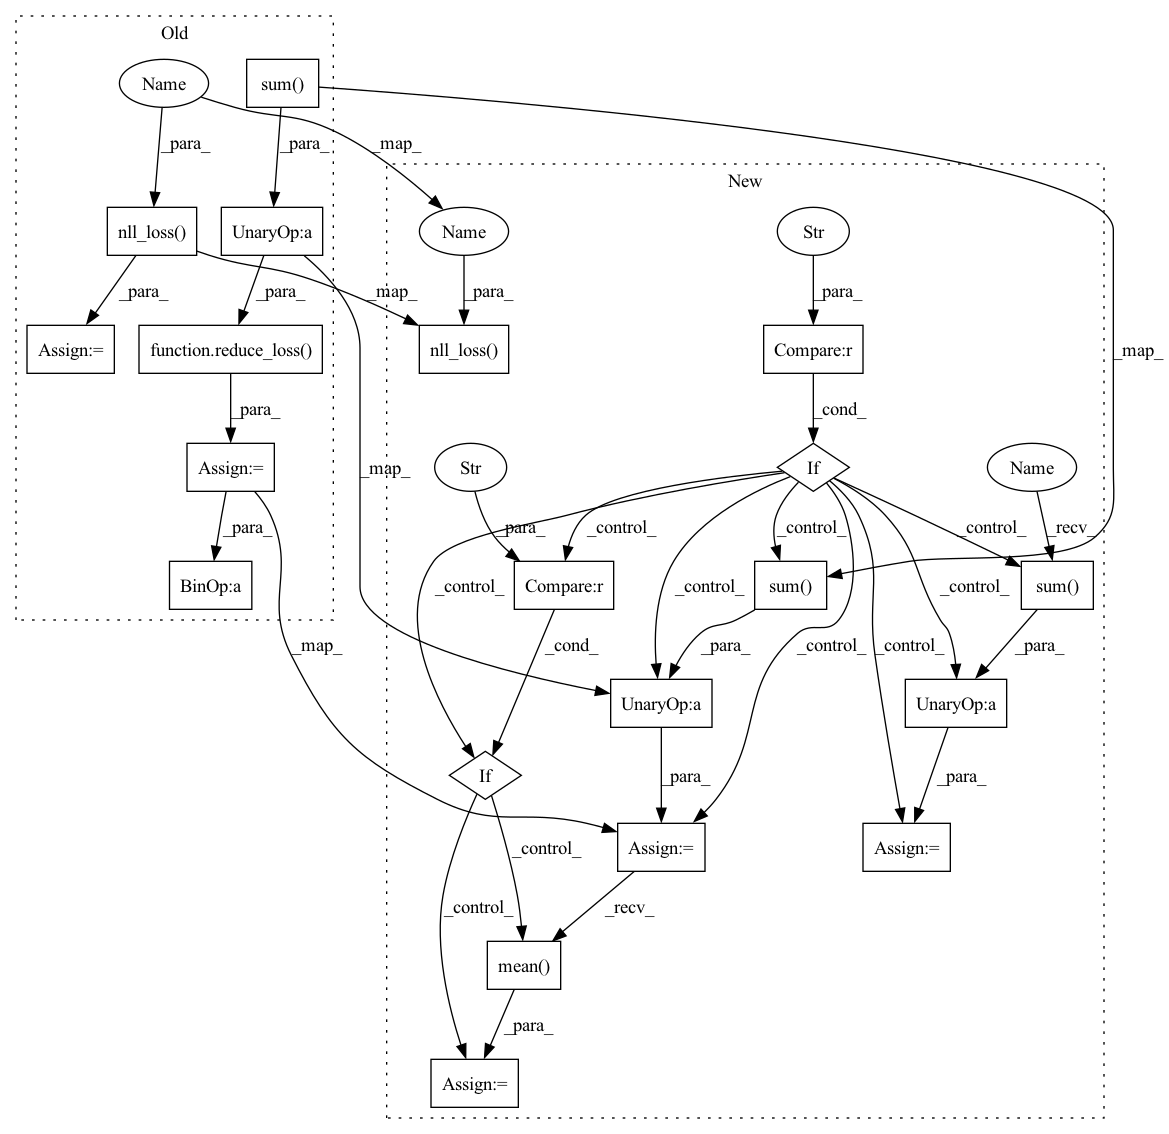 Old
Name
sum()
_para_
_para_
_map_
New
nll_loss()
UnaryOp:a
Name
Str
_para_
_para_
_map_
_para_
_para_
Assign:=
function.reduce_loss()
nll_loss()
Compare:r
_map_
_para_
_cond_
Assign:=
_map_
Str
If
Name
_para_
_map_
_control_
_para_
_control_
_control_
_control_
_recv_
BinOp:a
Compare:r
sum()
sum()
_control_
_control_
_cond_
_para_
_control_
_control_
_para_
UnaryOp:a
UnaryOp:a
If
_para_
_para_
Assign:=
Assign:=
_control_
_control_
_recv_
mean()
_para_
Assign:=